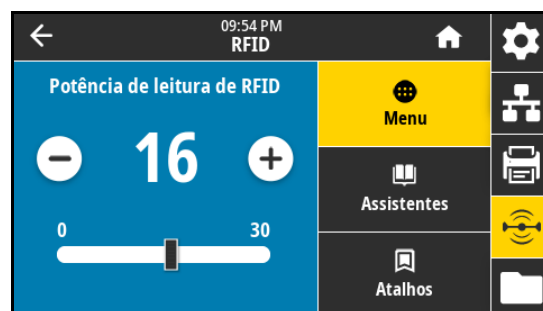 09:54 PM
RFID
Potência de leitura de RFID
16
0 30
Menu
Assistentes
Atalhos